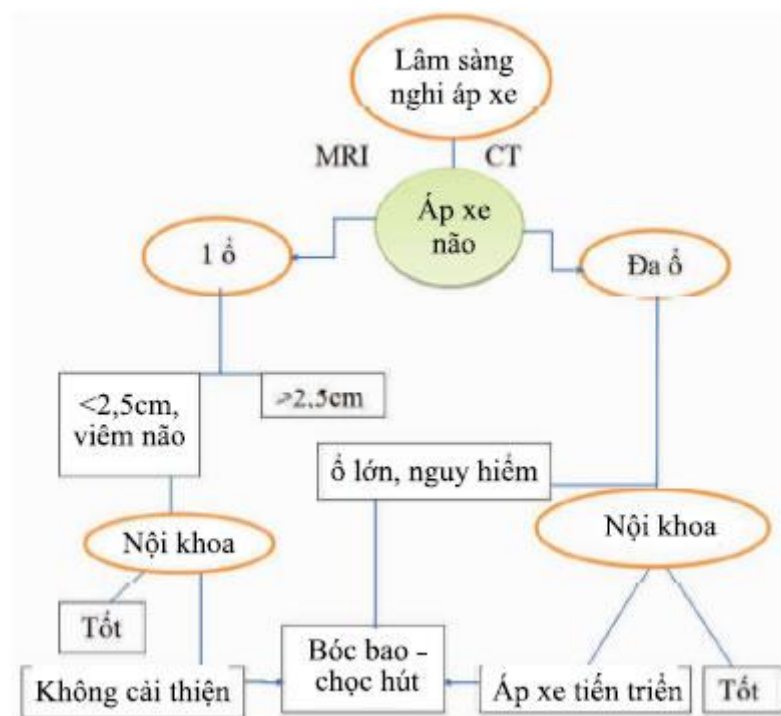 Lâm sàng
nghi áp xe
MRI
CT
Áp xe
não
1 ổ
Đa ổ
<2,5cm,
viêm não
>2.5cm
ổ lớn, nguy hiểm
Nội khoa
Nội khoa
Tốt
Bóc bao -
chọc hút
Không cải thiện
Áp xe tiến triển
Tốt